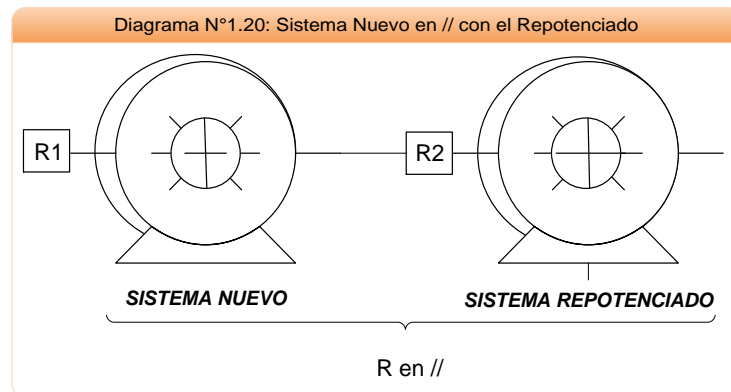 Diagrama N°1.20: Sistema Nuevo en // con el Repotenciado
R1
R2
SISTEMA NUEVO
SISTEMA REPOTENCIADO
R en //